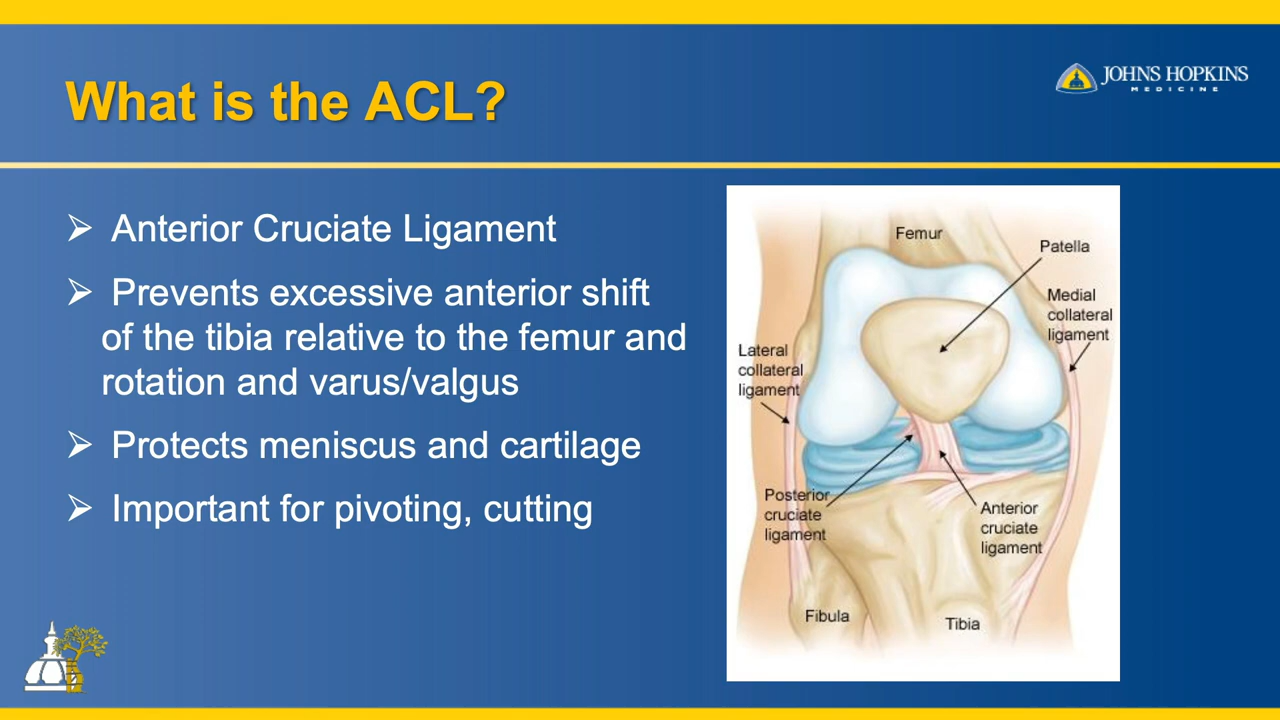 What is the ACL?
JOHNS HOPKINS
MEDICINE
➢ Anterior Cruciate Ligament
➢ Prevents excessive anterior shift
of the tibia relative to the femur and
rotation and varus/valgus
➢ Protects meniscus and cartilage
➢ Important for pivoting, cutting
Femur
Patella
Medial
collateral
ligament
Lateral
collateral
ligament
Posterior
cruciate
ligament
Anterior
cruciate
ligament
Fibula
Tibia